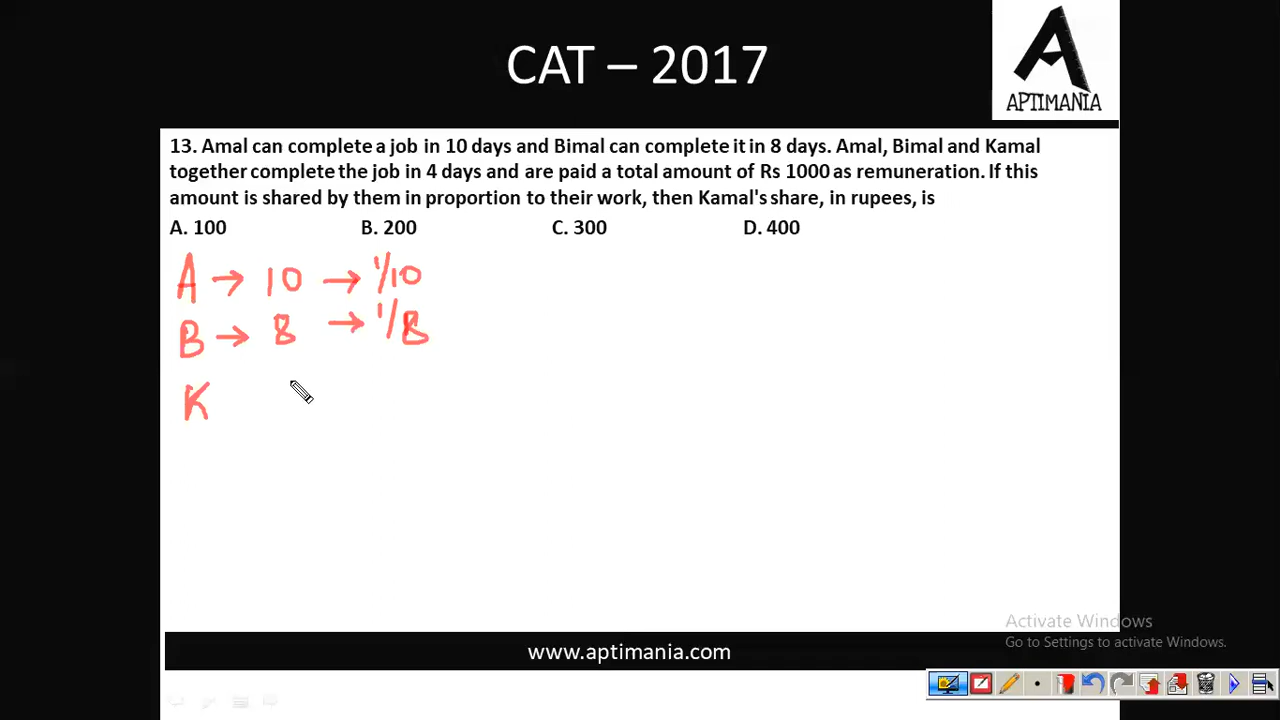 CAT – 2017
APTIMANIA
13. Amal can complete a job in 10 days and Bimal can complete it in 8 days. Amal, Bimal and Kamal
together complete the job in 4 days and are paid a total amount of Rs 1000 as remuneration. If this
amount is shared by them in proportion to their work, then Kamal's share, in rupees, is
A. 100 B. 200 C. 300 D. 400
A → 10 → 1/10
B → 8 → 1/8
K
Activate Windows
Go to Settings to activate Windows.
www.aptimania.com